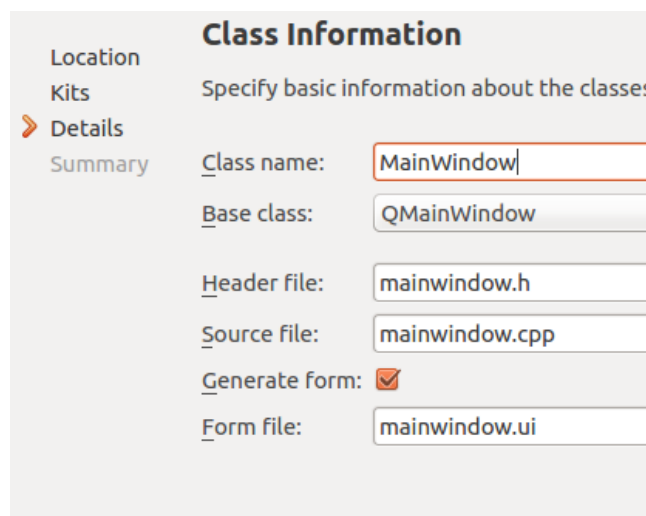 Class Information
Location
Kits
Details
Summary
Specify basic information about the classes
Class name: MainWindow
Base class: QMainWindow
Header file: mainwindow.h
Source file: mainwindow.cpp
Generate form:
Form file: mainwindow.ui